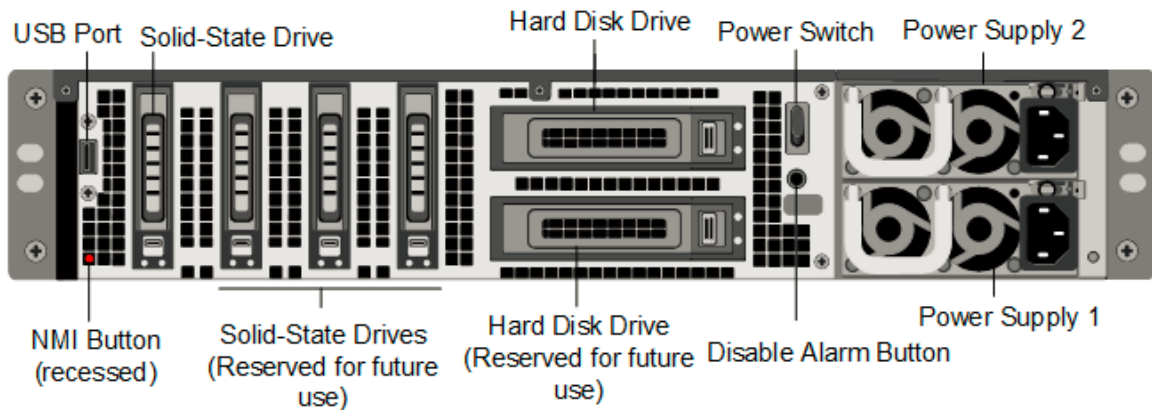 USB Port
Solid-State Drive
Hard Disk Drive
Power Switch
Power Supply 2
NMI Button
(recessed)
Solid-State Drives
(Reserved for future
use)
Hard Disk Drive
(Reserved for future
use)
Disable Alarm Button
Power Supply 1